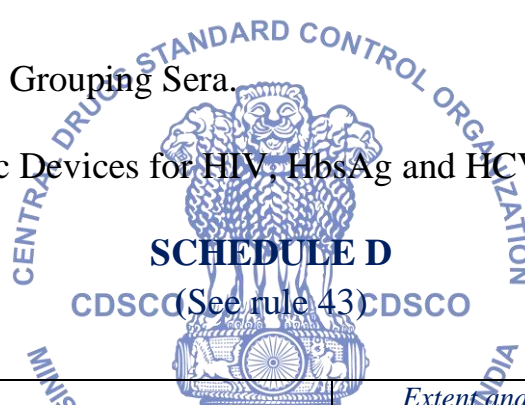 Grouping Sera.
c Devices for HIV, HbsAg and HCV
SCHEDULE D
(See rule 43)
Extent and
CENTRAL DRUGS STANDARD CONTROL ORGANIZATION
CDSCO CDSCO